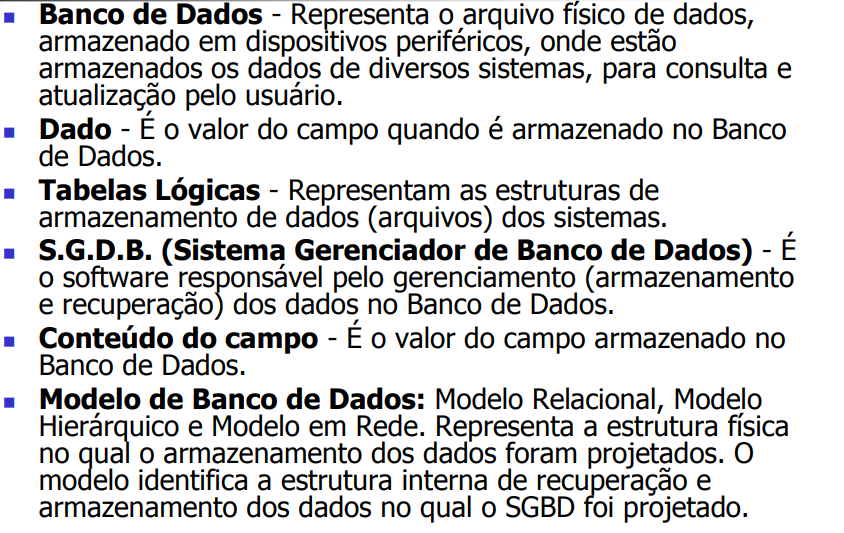 Banco de Dados - Representa o arquivo físico de dados,
armazenado em dispositivos periféricos, onde estão
armazenados os dados de diversos sistemas, para consulta e
atualização pelo usuário.
Dado - É o valor do campo quando é armazenado no Banco
de Dados.
Tabelas Lógicas - Representam as estruturas de
armazenamento de dados (arquivos) dos sistemas.
S.G.D.B. (Sistema Gerenciador de Banco de Dados) - É
o software responsável pelo gerenciamento (armazenamento
e recuperação) dos dados no Banco de Dados.
Conteúdo do campo - É o valor do campo armazenado no
Banco de Dados.
Modelo de Banco de Dados: Modelo Relacional, Modelo
Hierárquico e Modelo em Rede. Representa a estrutura física
no qual o armazenamento dos dados foram projetados. O
modelo identifica a estrutura interna de recuperação e
armazenamento dos dados no qual o SGBD foi projetado.